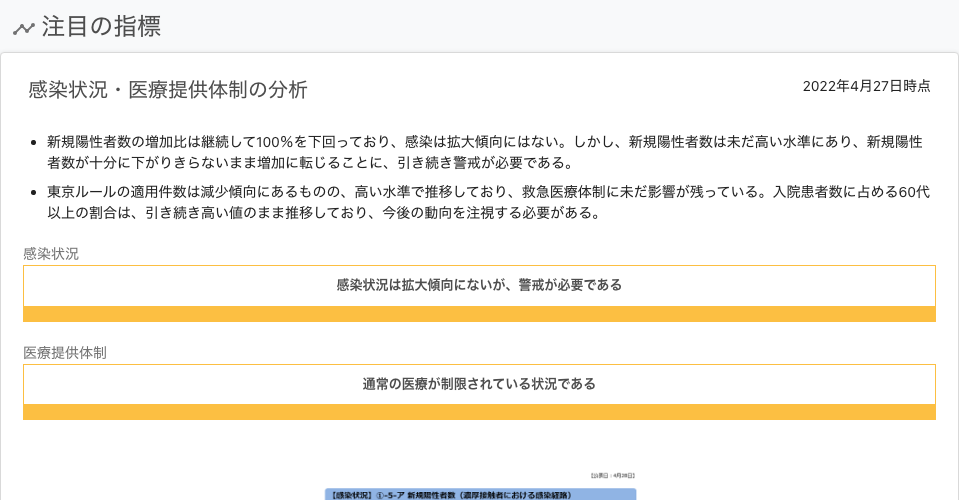 注目の指標
感染状況・医療提供体制の分析
2022年4月27日時点
新規陽性者数の増加比は継続して100%を下回っており、感染は拡大傾向にはない。しかし、新規陽性者数は未だ高い水準にあり、新規陽性
者数が十分に下がりきらないまま増加に転じることに、引き続き警戒が必要である。
東京ルールの適用件数は減少傾向にあるものの、高い水準で推移しており、救急医療体制に未だ影響が残っている。入院患者数に占める60代
以上の割合は、引き続き高い値のまま推移しており、今後の動向を注視する必要がある。
感染状況
感染状況は拡大傾向にないが、警戒が必要である
医療提供体制
通常の医療が制限されている状況である
【公表日：4月28日】
【感染状況】①-5-ア 新規陽性者数（濃厚接触者における感染経路）